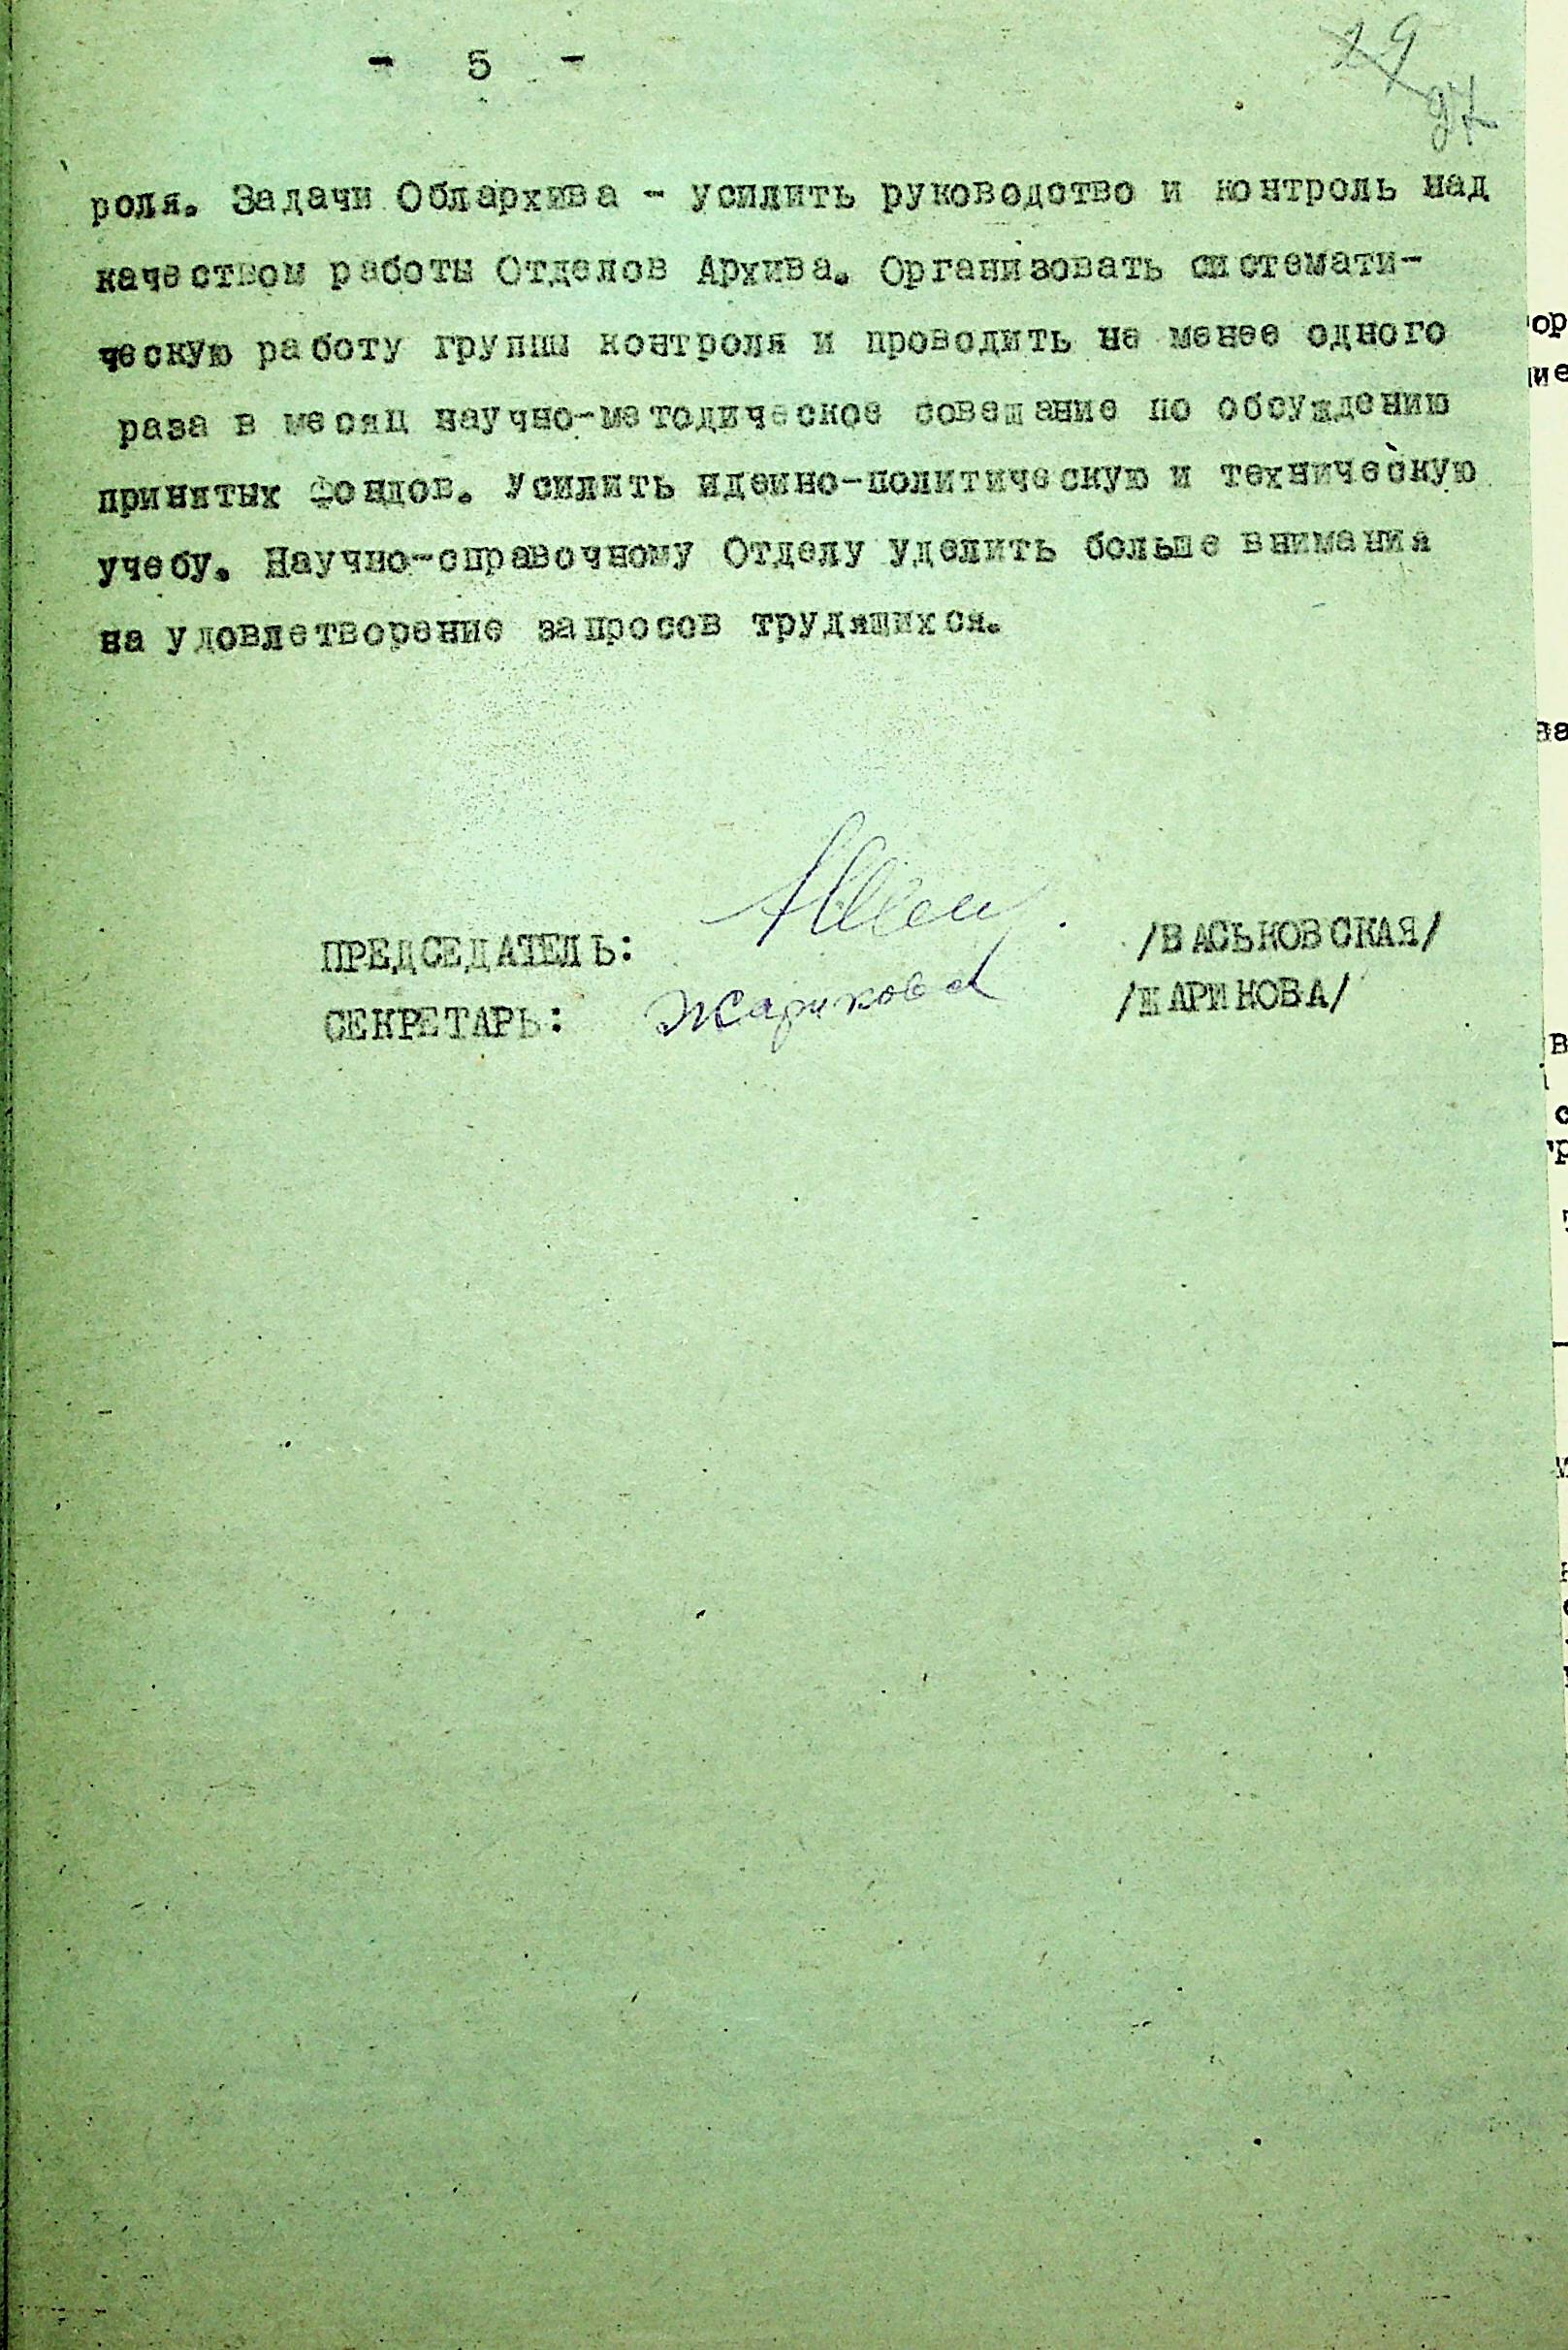 - 5 -
19
97
роля. Задачи Облархива - усилить руководство и контроль над
качеством работы Отделов Архива. Организовать системати-
ческую работу группы контроля и проводить не менее одного
раза в месяц научно-методическое совещание по обсуждению
принятых фондов. Усилить идейно-политическую и техническую
учебу. Научно-справочному Отделу уделить больше внимания
на удовлетворение запросов трудящихся.
ПРЕДСЕДАТЕЛЬ: /ВАСЬКОВСКАЯ/
СЕКРЕТАРЬ: Жарикова /ЖАРИКОВА/